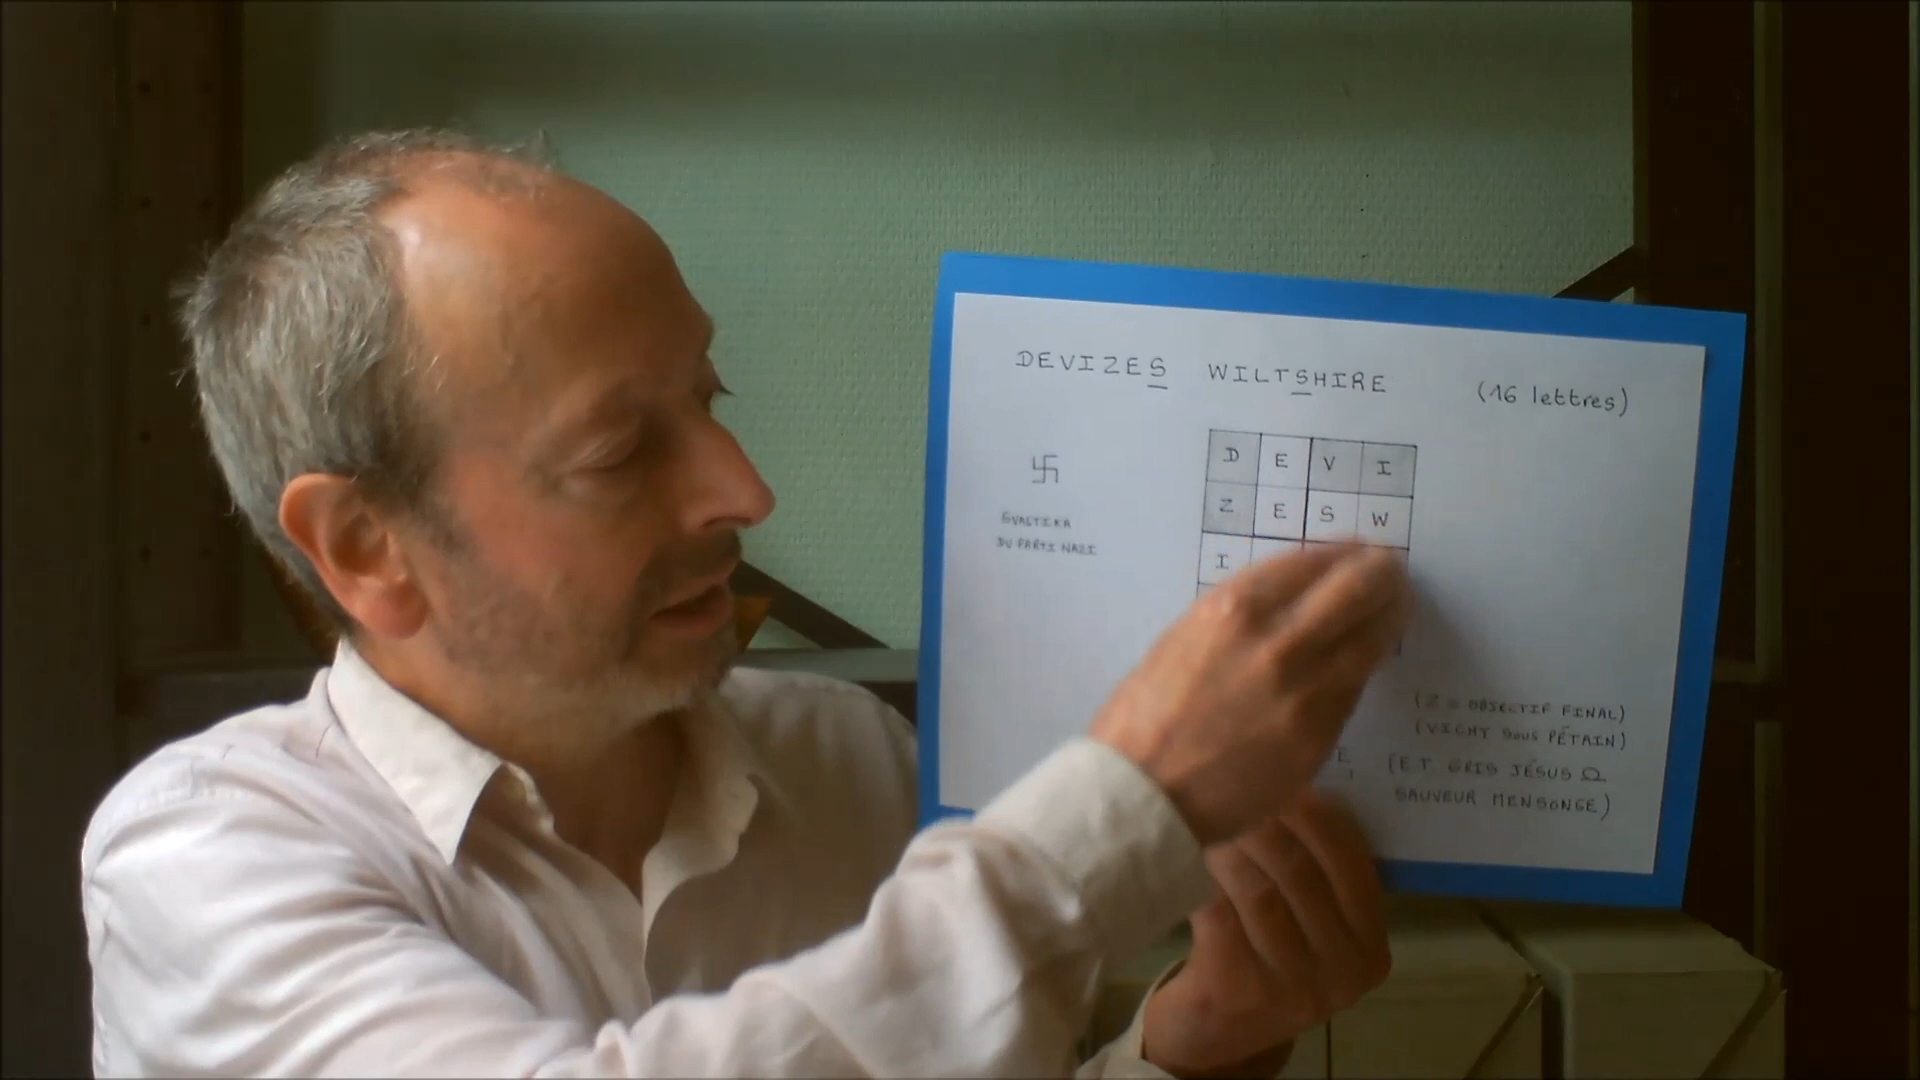 DEVIZES WILTSHIRE (16 lettres)
D E V I
Z E S W
I
SVASTIKA
DU PARTI NAZI
(Z = OBJECTIF FINAL)
(VICHY SOUS PÉTAIN)
E (ET GRIS JÉSUS Ω
SAUVEUR MENSONGE)